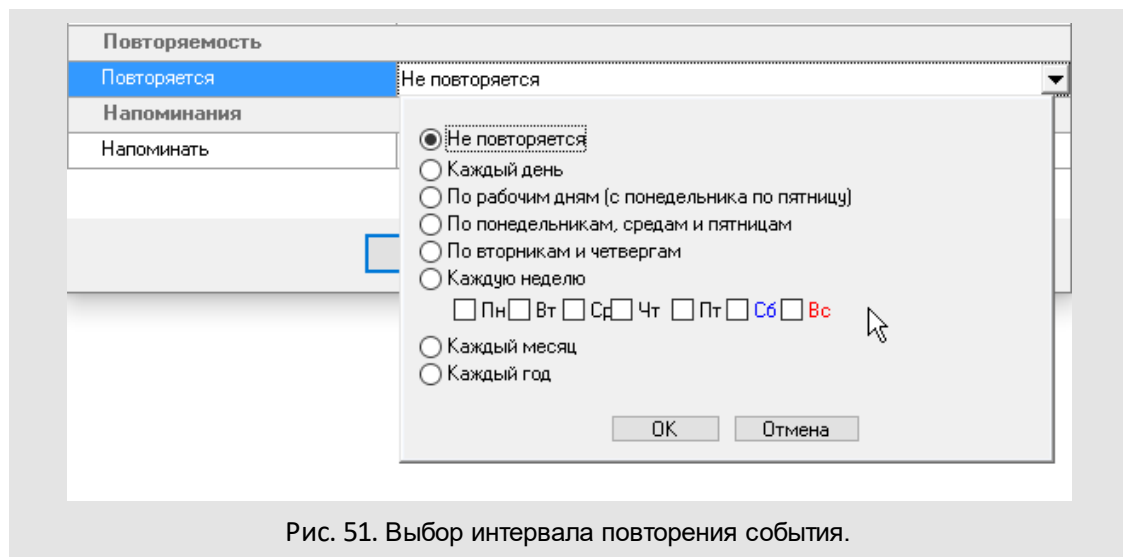 Повторяемость
Повторяется Не повторяется
Напоминания
Напоминать
Не повторяется
Каждый день
По рабочим дням (с понедельника по пятницу)
По понедельникам, средам и пятницам
По вторникам и четвергам
Каждую неделю
Пн Вт Ср Чт Пт Сб Вс
Каждый месяц
Каждый год
OK Отмена
Рис. 51. Выбор интервала повторения события.